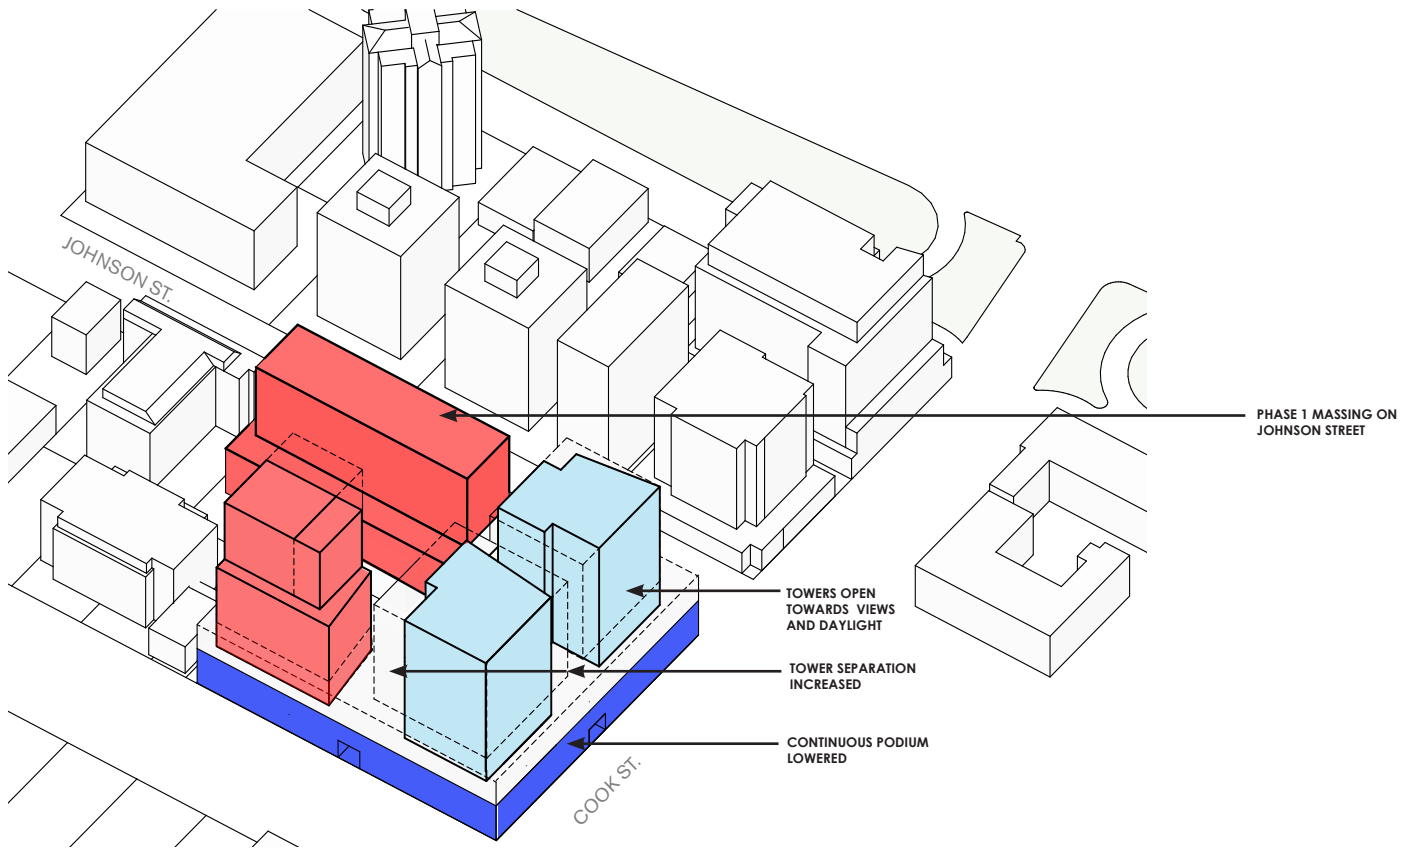 JOHNSON ST.
PHASE 1 MASSING ON
JOHNSON STREET
TOWERS OPEN
TOWARDS VIEWS
AND DAYLIGHT
TOWER SEPARATION
INCREASED
CONTINUOUS PODIUM
LOWERED
COOK ST.